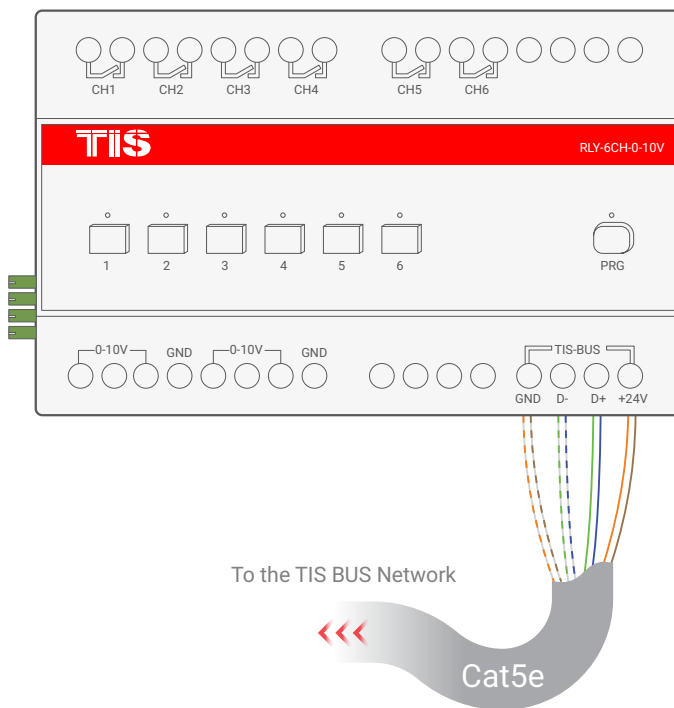 CH1 CH2 CH3 CH4 CH5 CH6
TIS RLY-6CH-0-10V
1 2 3 4 5 6 PRG
0-10V GND 0-10V GND TIS-BUS
GND D- D+ +24V
To the TIS BUS Network
Cat5e